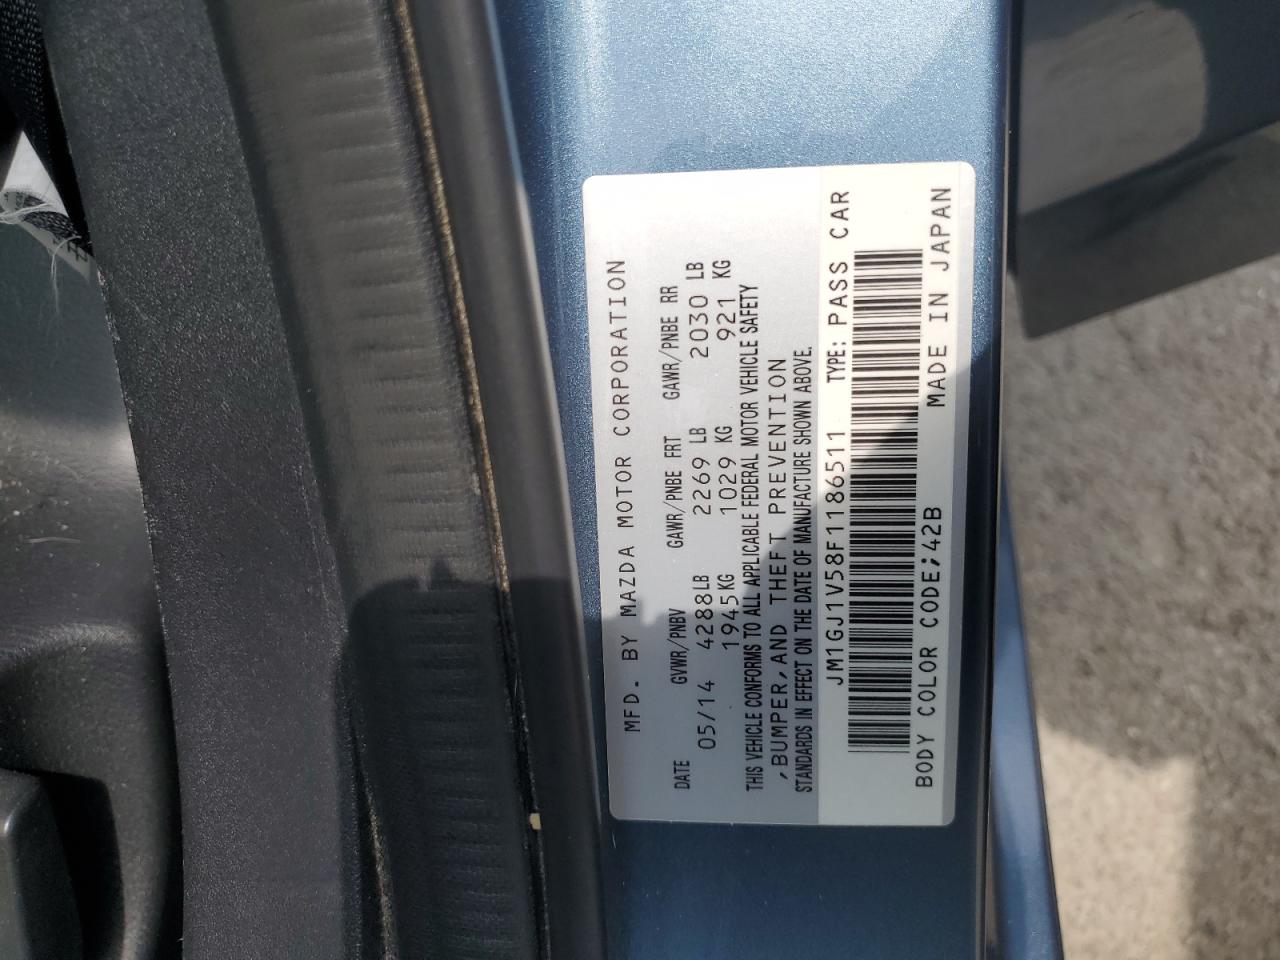 MFD. BY MAZDA MOTOR CORPORATION
DATE GVWR/PNBV GAWR/PNBE FRT GAWR/PNBE RR
05/14 4288LB 2269 LB 2030 LB
1945KG 1029 KG 921 KG
THIS VEHICLE CONFORMS TO ALL APPLICABLE FEDERAL MOTOR VEHICLE SAFETY
,BUMPER,AND THEFT PREVENTION
STANDARDS IN EFFECT ON THE DATE OF MANUFACTURE SHOWN ABOVE.
JM1GJ1V58F1186511 TYPE: PASS CAR
BODY COLOR CODE;42B MADE IN JAPAN